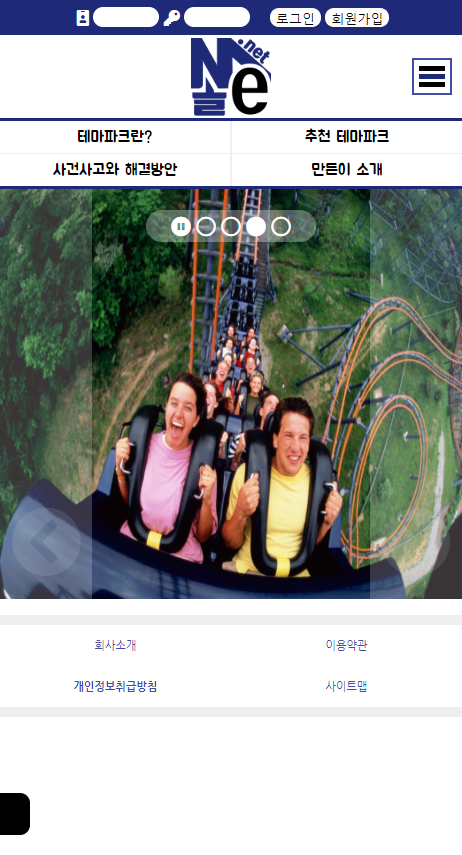 로그인 회원가입
.net
e
테마파크란? 추천 테마파크
사건사고와 해결방안 만든이 소개
회사소개 이용약관
개인정보취급방침 사이트맵